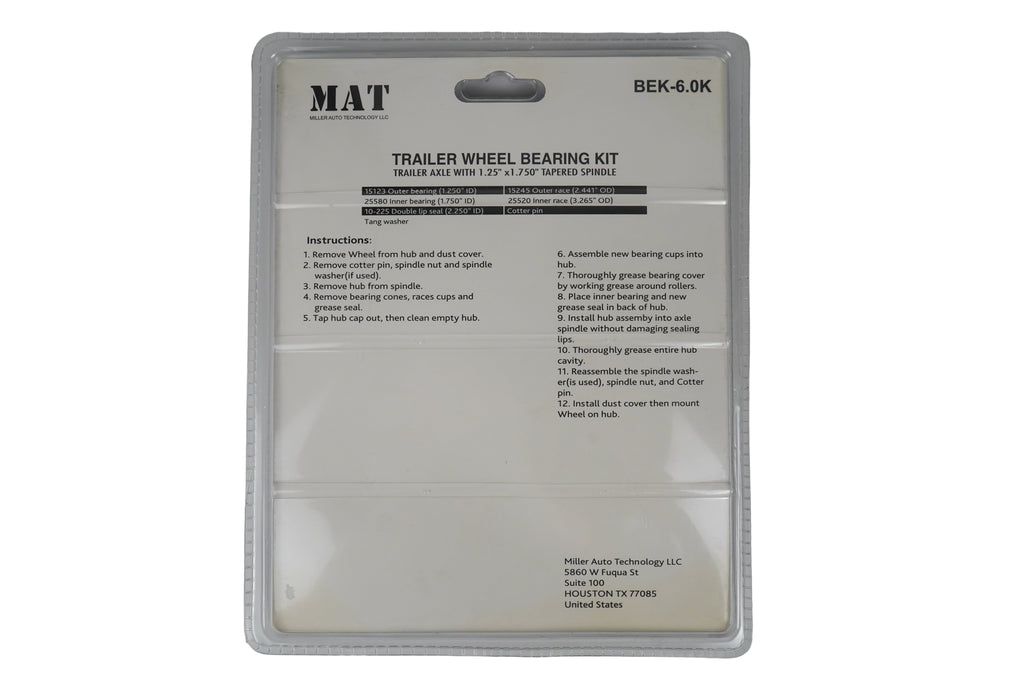 MAT
MILLER AUTO TECHNOLOGY LLC
BEK-6.0K
TRAILER WHEEL BEARING KIT
TRAILER AXLE WITH 1.25" x1.750" TAPERED SPINDLE
15123 Outer bearing (1.250" ID) 15245 Outer race (2.441" OD)
25580 Inner bearing (1.750" ID) 25520 Inner race (3.265" OD)
10-225 Double lip seal (2.250" ID) Cotter pin
Tang washer
Instructions:
1. Remove Wheel from hub and dust cover.
2. Remove cotter pin, spindle nut and spindle
washer(if used).
3. Remove hub from spindle.
4. Remove bearing cones, races cups and
grease seal.
5. Tap hub cap out, then clean empty hub.
6. Assemble new bearing cups into
hub.
7. Thoroughly grease bearing cover
by working grease around rollers.
8. Place inner bearing and new
grease seal in back of hub.
9. Install hub assemby into axle
spindle without damaging sealing
lips.
10. Thoroughly grease entire hub
cavity.
11. Reassemble the spindle wash-
er(is used), spindle nut, and Cotter
pin.
12. Install dust cover then mount
Wheel on hub.
Miller Auto Technology LLC
5860 W Fuqua St
Suite 100
HOUSTON TX 77085
United States